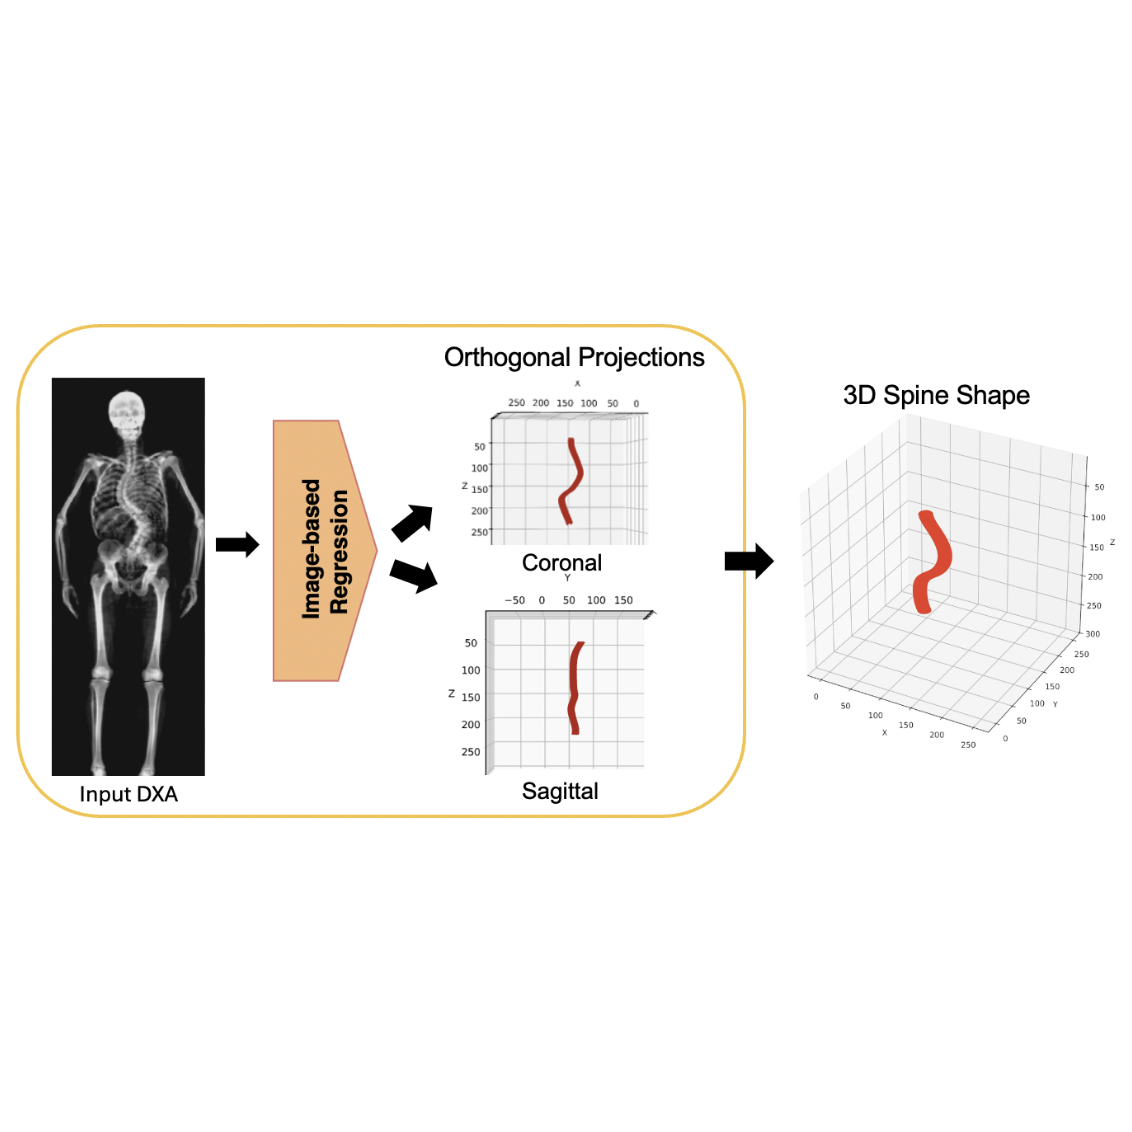 Orthogonal Projections
X
250 200 150 100 50 0
50
100
Z 150
200
250
Coronal
Y
−50 0 50 100 150
50
100
Z 150
200
250
Sagittal
Input DXA
Image-based
Regression
3D Spine Shape
50
100
150 Z
200
250
300
250
200
150
100 Y
50
0
0
50
100
150
X 200
250